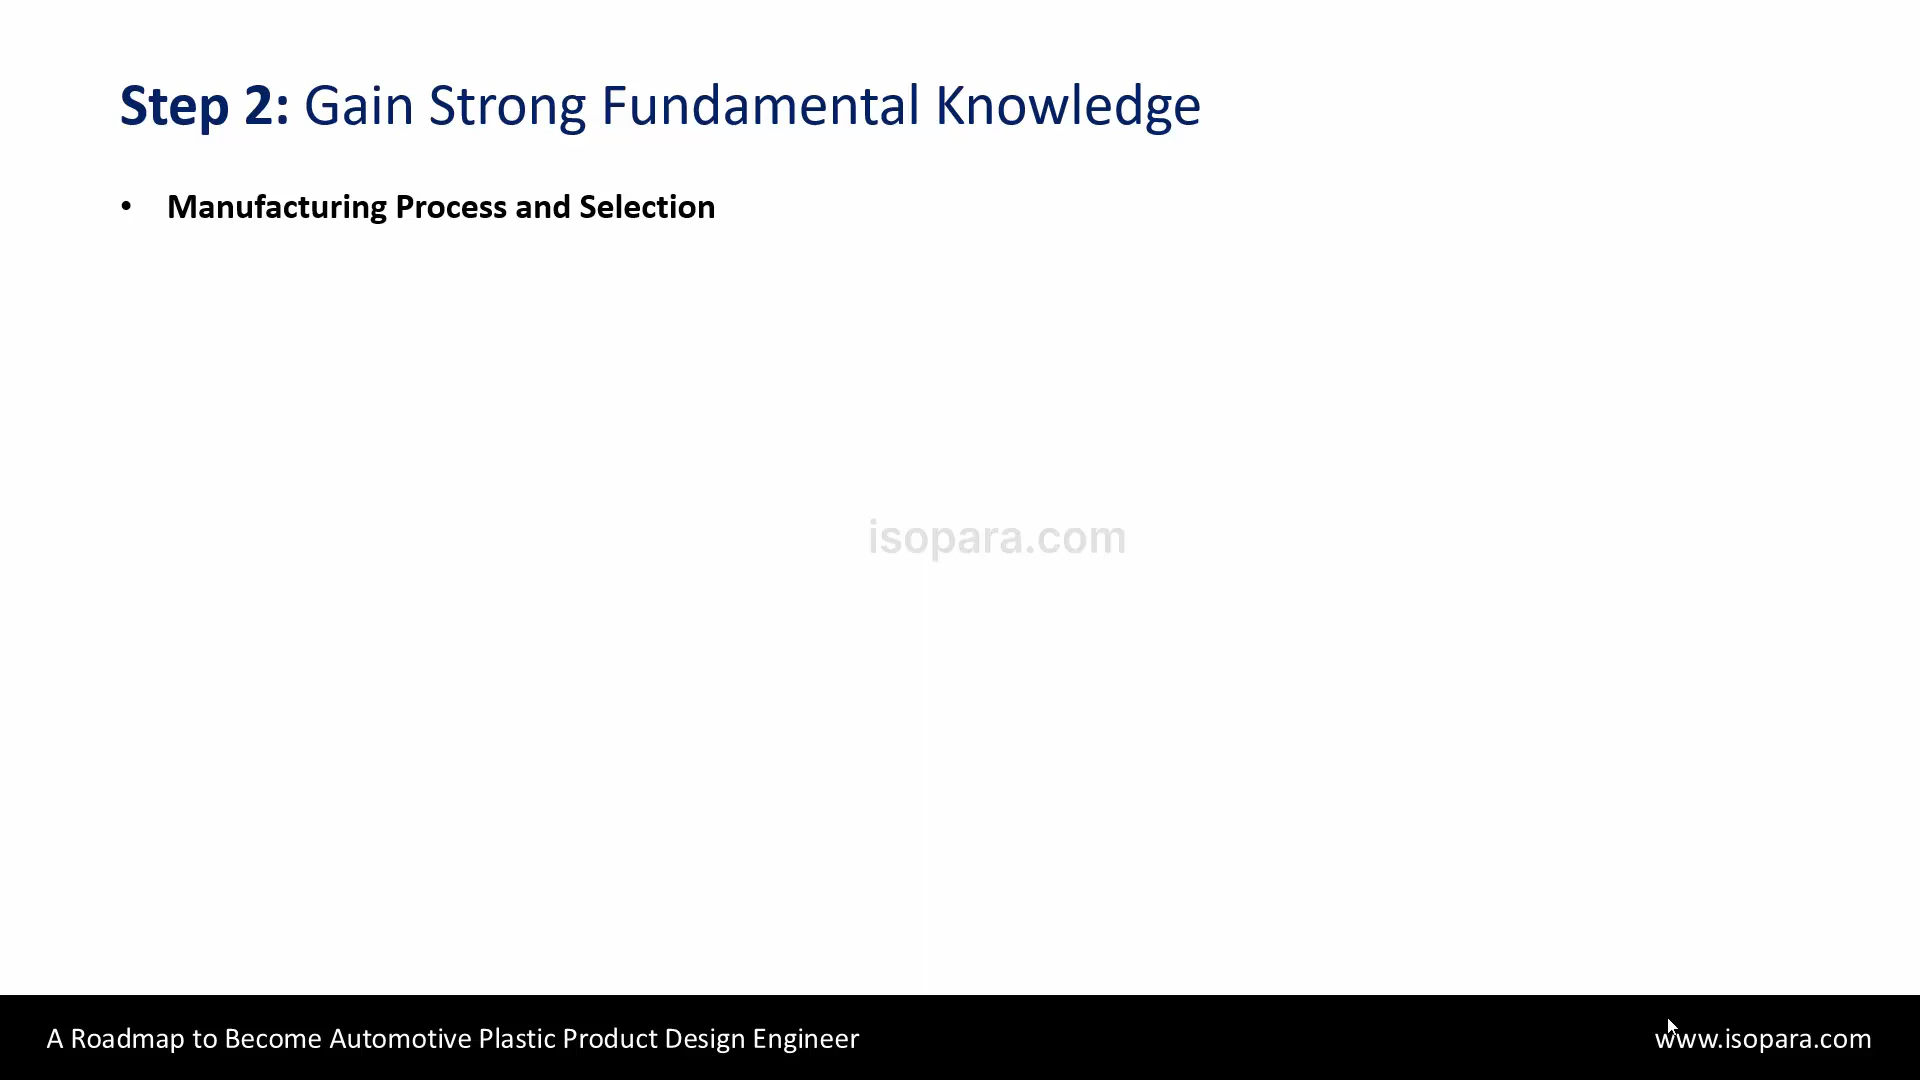 Step 2: Gain Strong Fundamental Knowledge
• Manufacturing Process and Selection
isopara.com
A Roadmap to Become Automotive Plastic Product Design Engineer
www.isopara.com